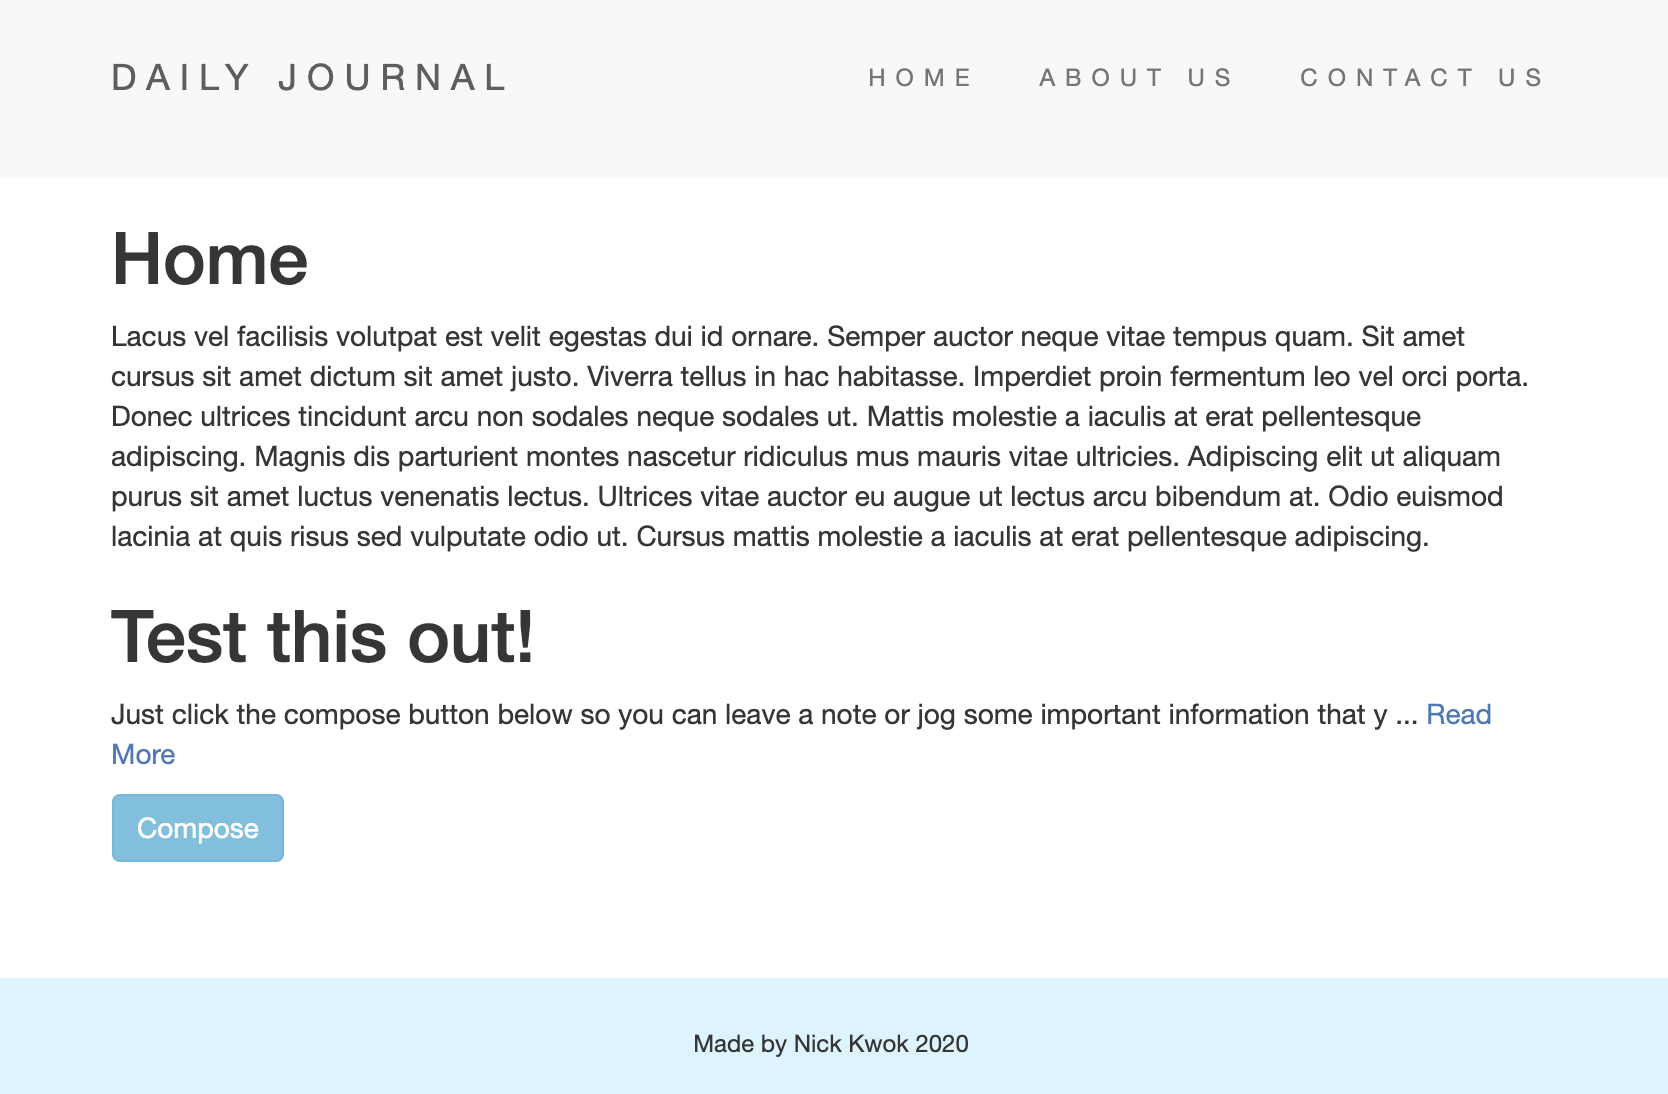 DAILY JOURNAL
HOME ABOUT US CONTACT US
Home
Lacus vel facilisis volutpat est velit egestas dui id ornare. Semper auctor neque vitae tempus quam. Sit amet
cursus sit amet dictum sit amet justo. Viverra tellus in hac habitasse. Imperdiet proin fermentum leo vel orci porta.
Donec ultrices tincidunt arcu non sodales neque sodales ut. Mattis molestie a iaculis at erat pellentesque
adipiscing. Magnis dis parturient montes nascetur ridiculus mus mauris vitae ultricies. Adipiscing elit ut aliquam
purus sit amet luctus venenatis lectus. Ultrices vitae auctor eu augue ut lectus arcu bibendum at. Odio euismod
lacinia at quis risus sed vulputate odio ut. Cursus mattis molestie a iaculis at erat pellentesque adipiscing.
Test this out!
Just click the compose button below so you can leave a note or jog some important information that y ... Read
More
Compose
Made by Nick Kwok 2020